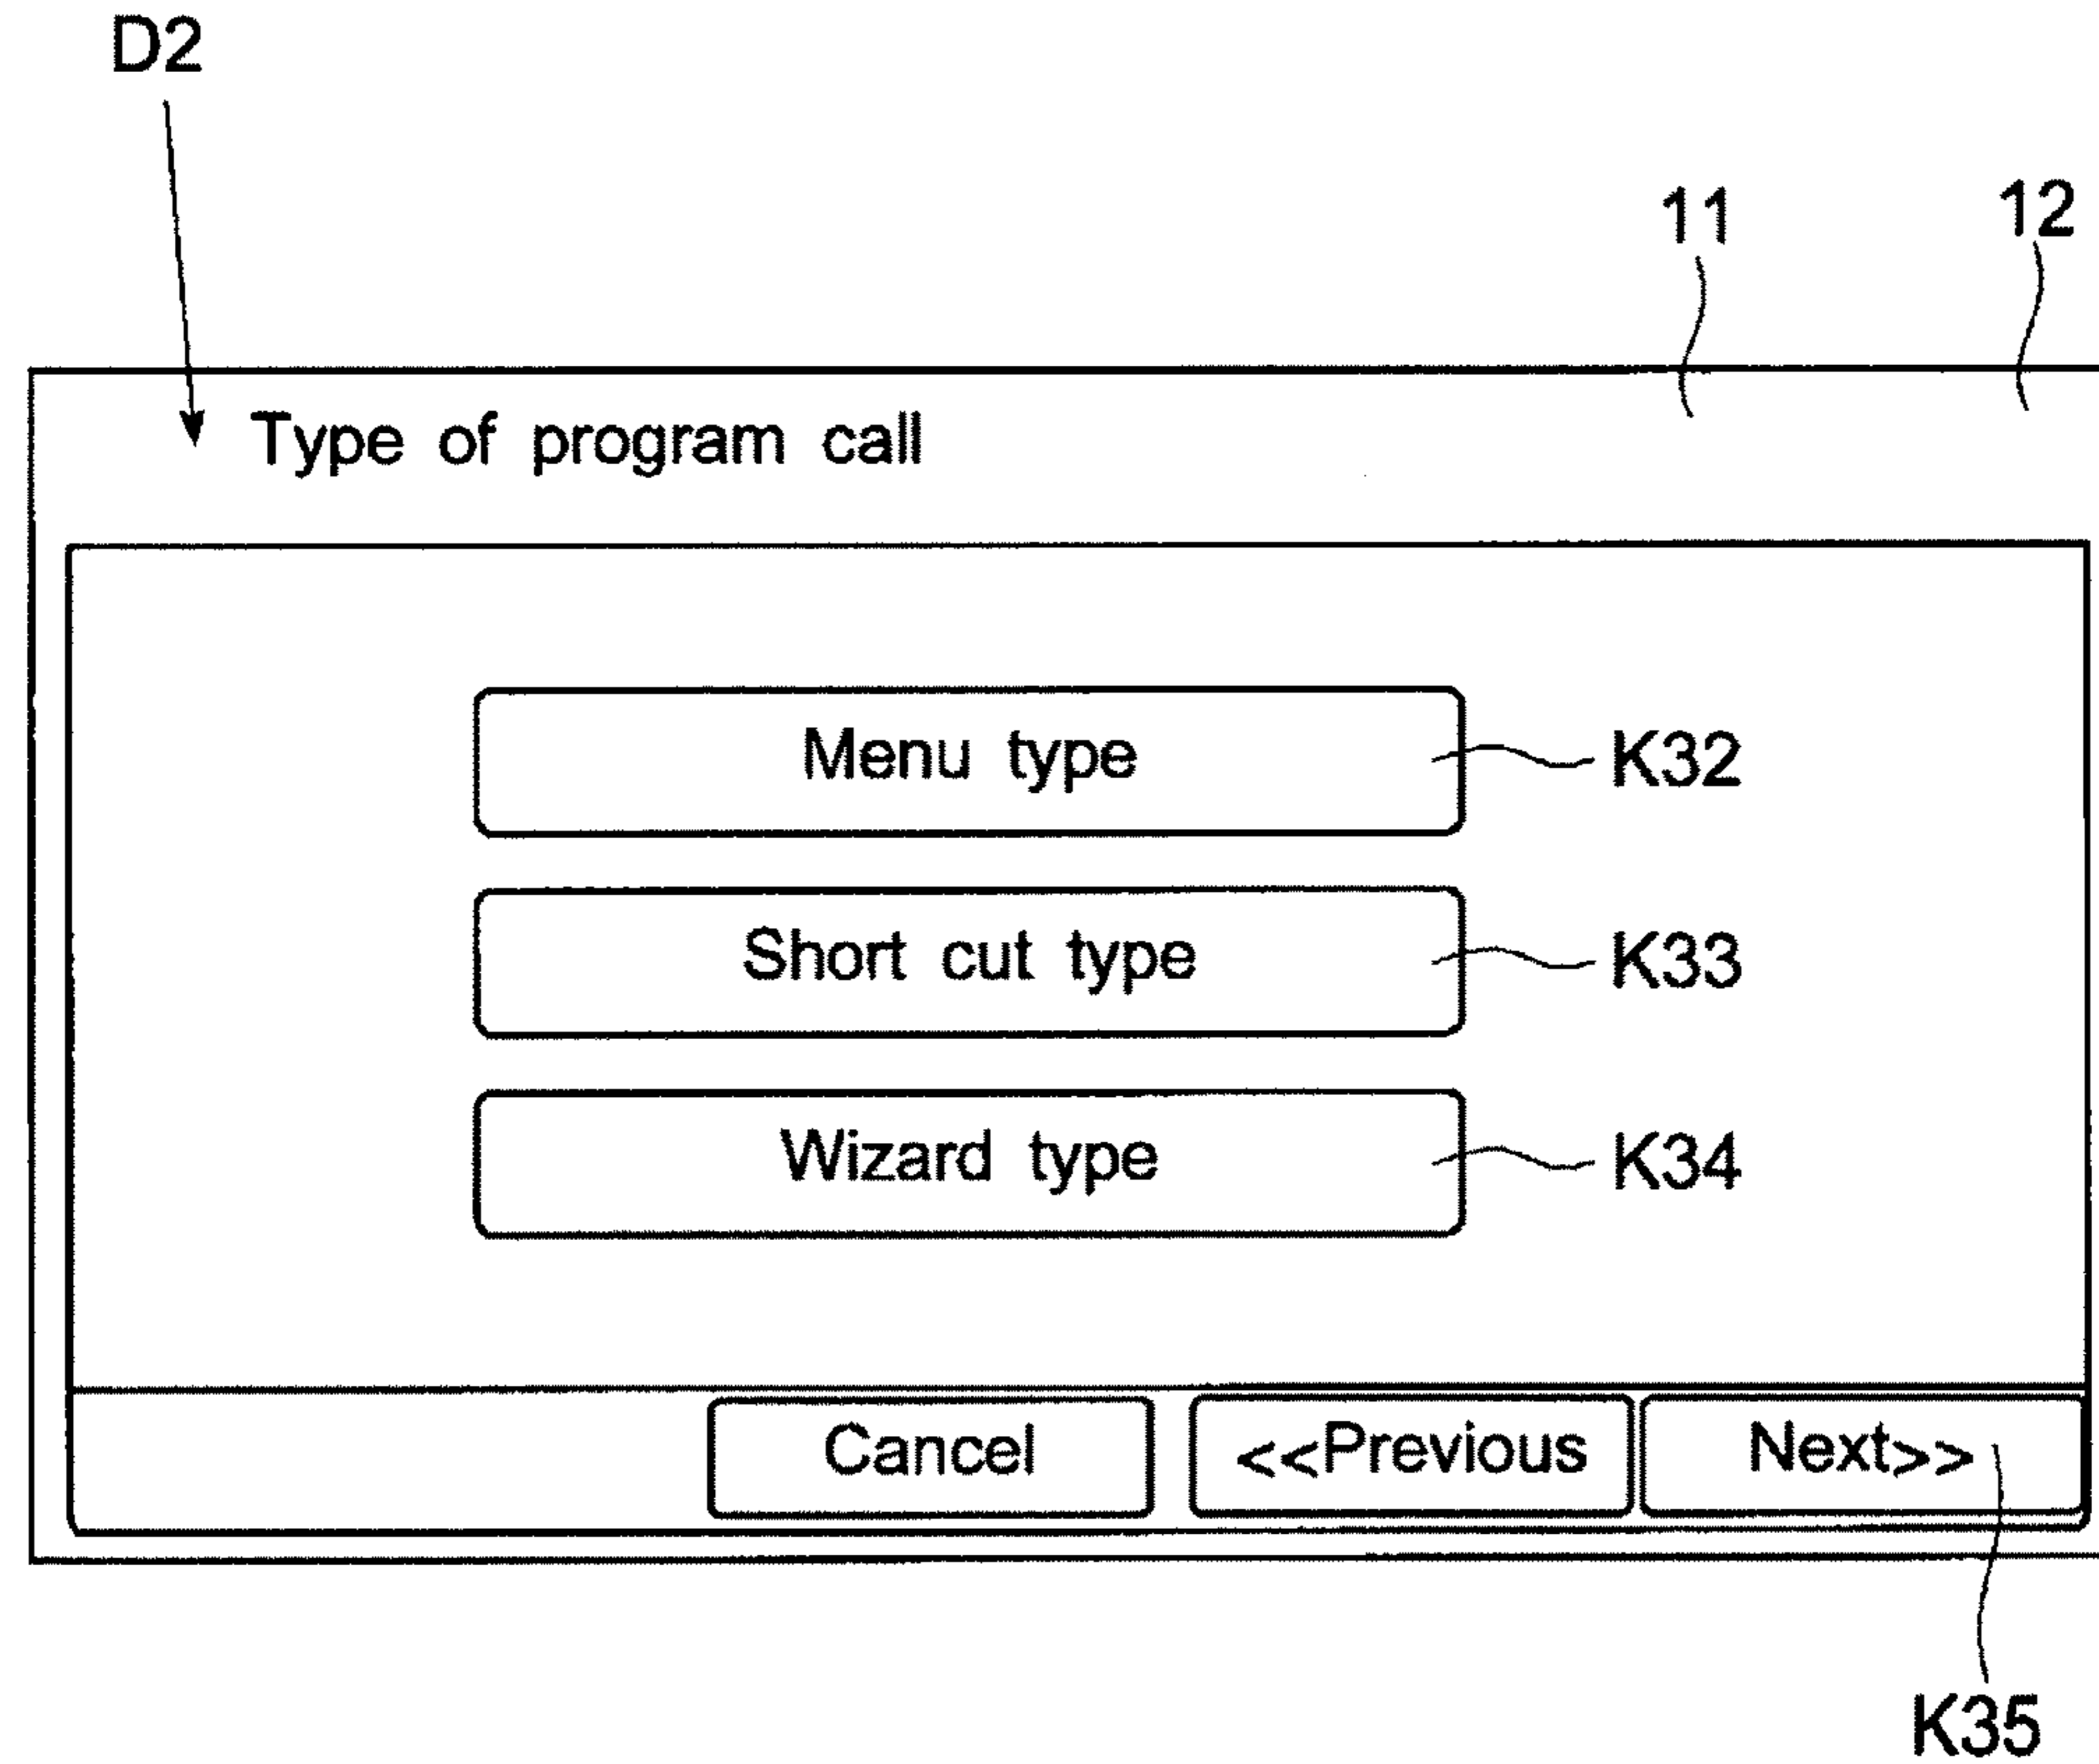 D2
11 12
Type of program call
Menu type K32
Short cut type K33
Wizard type K34
Cancel <<Previous Next>>
K35